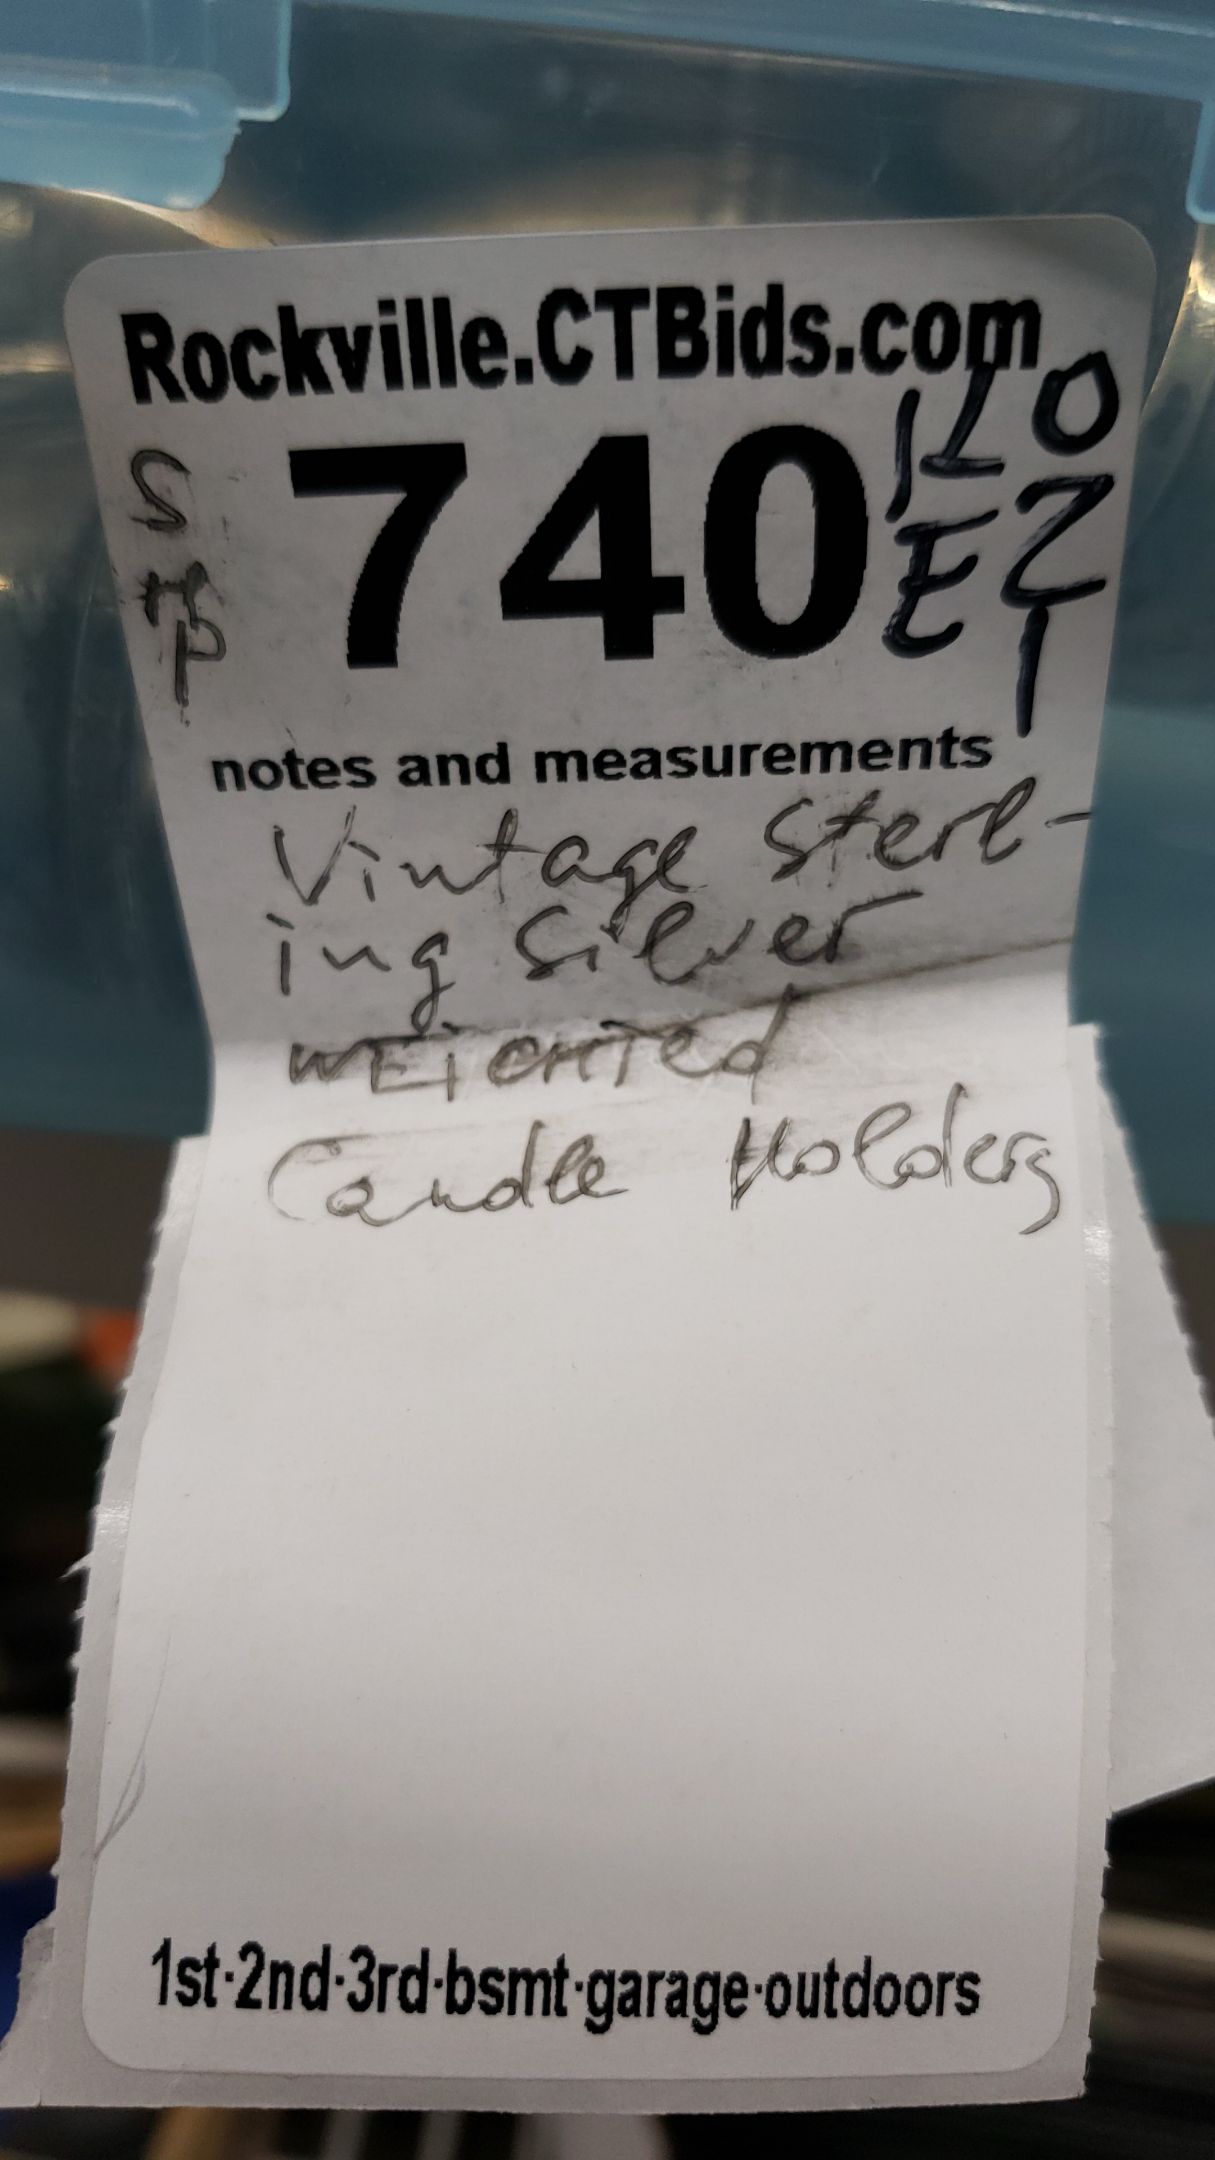 Rockville.CTBids.com
S 740
E Z
notes and measurements
Vintage Sterl-
ing Silver
WEIGHTed
Candle Holders
1st·2nd·3rd·bsmt·garage·outdoors